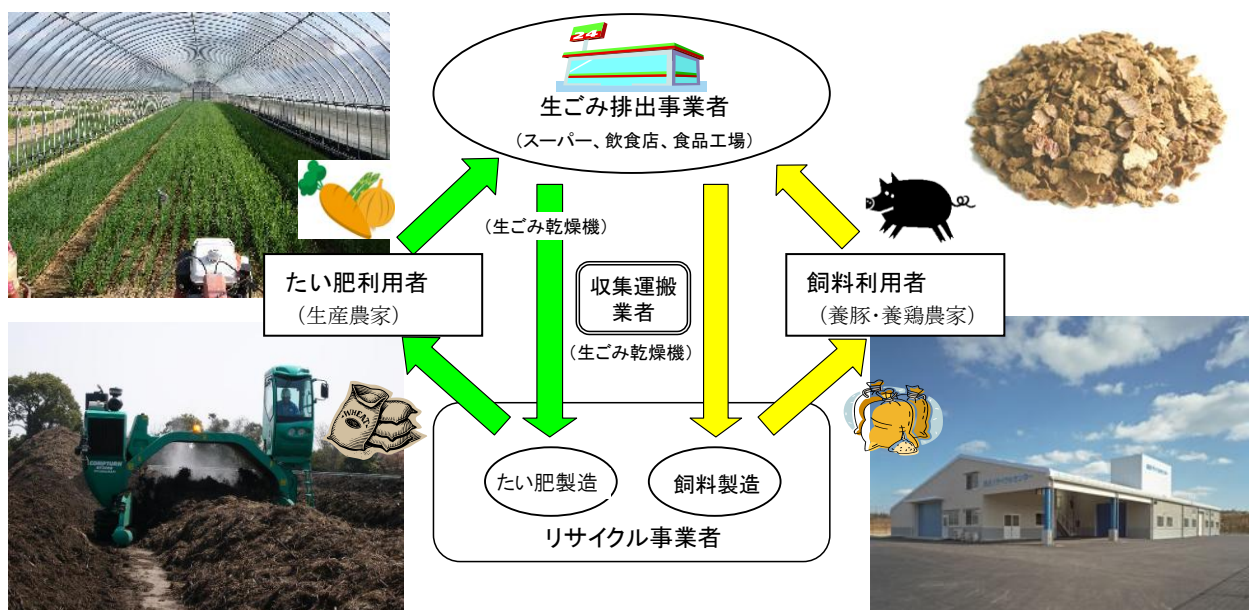 24
生ごみ排出事業者
(スーパー、飲食店、食品工場)
(生ごみ乾燥機)
たい肥利用者
(生産農家)
収集運搬
業者
飼料利用者
(養豚・養鶏農家)
(生ごみ乾燥機)
WHEAT
たい肥製造
飼料製造
リサイクル事業者